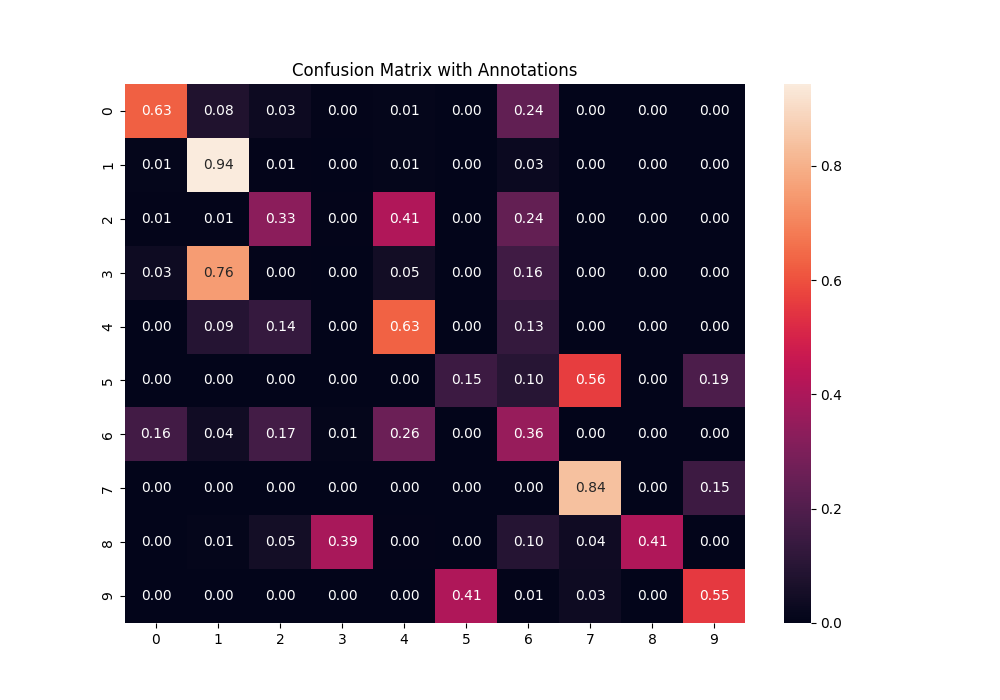 Confusion Matrix with Annotations
0 0.63 0.08 0.03 0.00 0.01 0.00 0.24 0.00 0.00 0.00
1 0.01 0.94 0.01 0.00 0.01 0.00 0.03 0.00 0.00 0.00
2 0.01 0.01 0.33 0.00 0.41 0.00 0.24 0.00 0.00 0.00
3 0.03 0.76 0.00 0.00 0.05 0.00 0.16 0.00 0.00 0.00
4 0.00 0.09 0.14 0.00 0.63 0.00 0.13 0.00 0.00 0.00
5 0.00 0.00 0.00 0.00 0.00 0.15 0.10 0.56 0.00 0.19
6 0.16 0.04 0.17 0.01 0.26 0.00 0.36 0.00 0.00 0.00
7 0.00 0.00 0.00 0.00 0.00 0.00 0.00 0.84 0.00 0.15
8 0.00 0.01 0.05 0.39 0.00 0.00 0.10 0.04 0.41 0.00
9 0.00 0.00 0.00 0.00 0.00 0.41 0.01 0.03 0.00 0.55
0 1 2 3 4 5 6 7 8 9
0.8
0.6
0.4
0.2
0.0